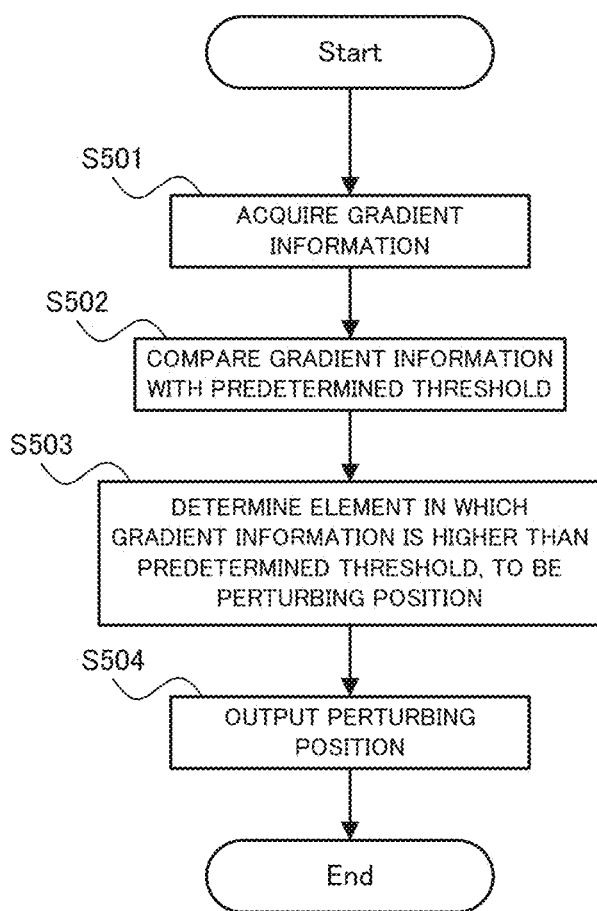 Start
S501
ACQUIRE GRADIENT
INFORMATION
S502
COMPARE GRADIENT INFORMATION
WITH PREDETERMINED THRESHOLD
S503
DETERMINE ELEMENT IN WHICH
GRADIENT INFORMATION IS HIGHER THAN
PREDETERMINED THRESHOLD, TO BE
PERTURBING POSITION
S504
OUTPUT PERTURBING
POSITION
End